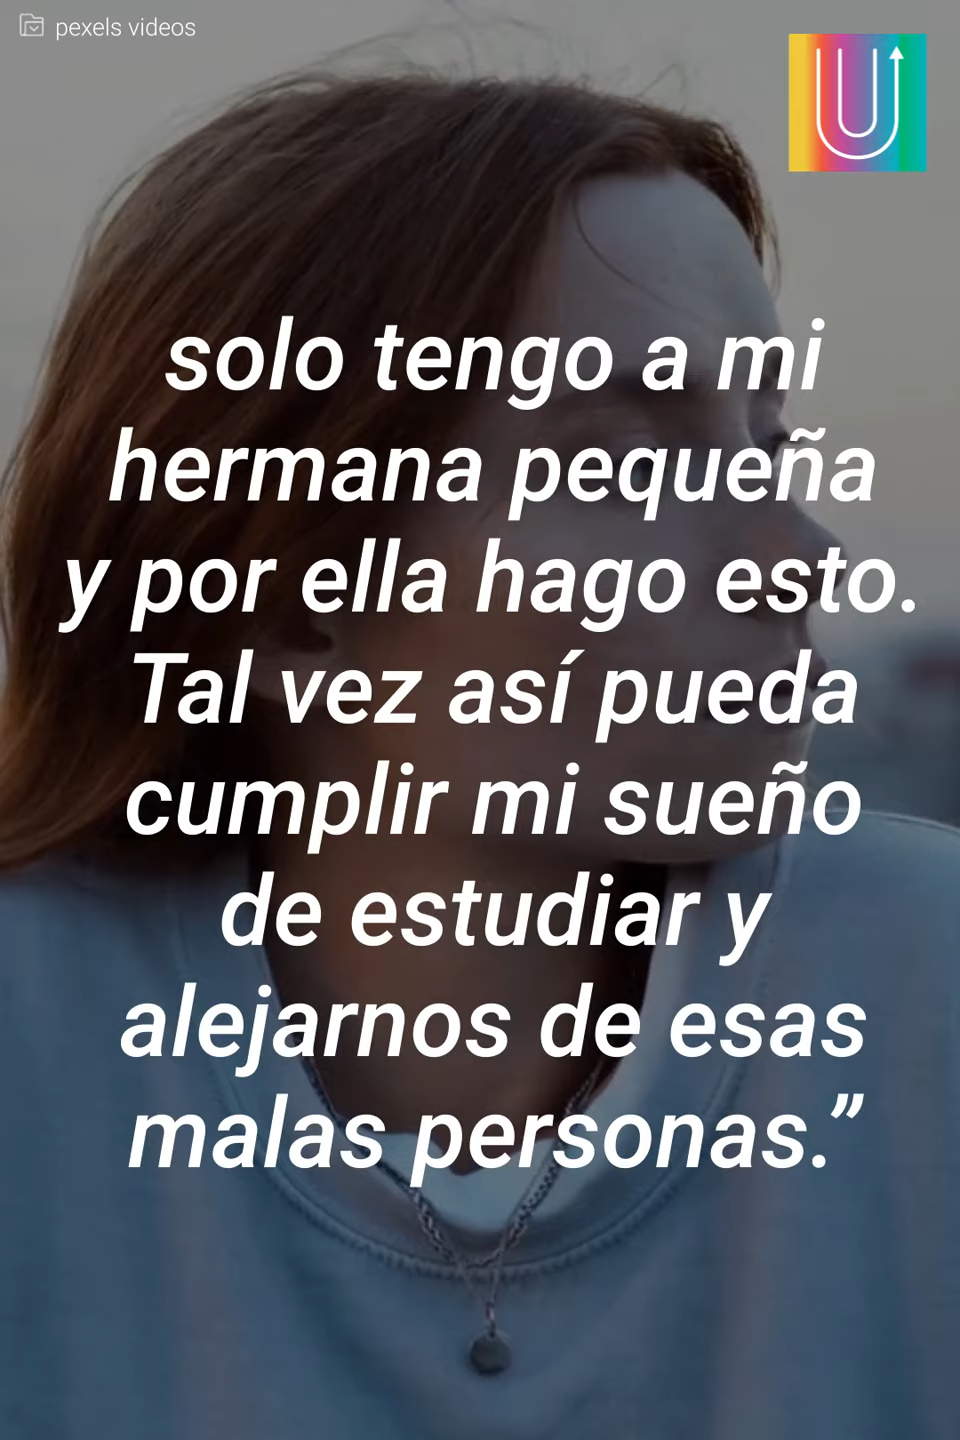 pexels videos
solo tengo a mi
hermana pequeña
y por ella hago esto.
Tal vez así pueda
cumplir mi sueño
de estudiar y
alejarnos de esas
malas personas.”